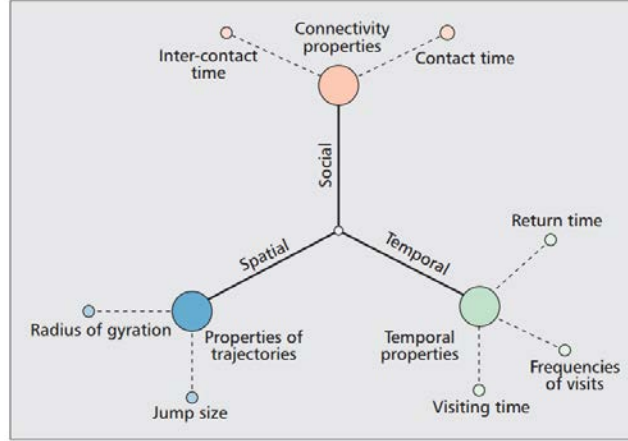 Connectivity
properties
Inter-contact
time
Contact time
Social
Spatial
Temporal
Return time
Radius of gyration
Properties of
trajectories
Jump size
Temporal
properties
Frequencies
of visits
Visiting time